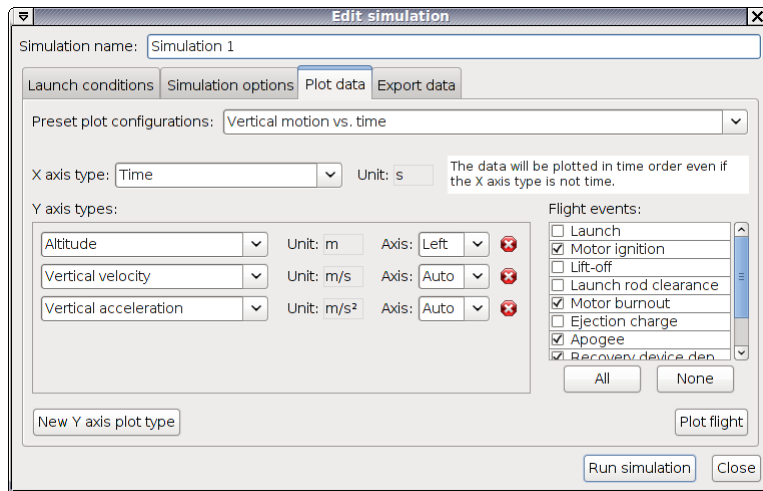 Edit simulation
Simulation name: Simulation 1
Launch conditions Simulation options Plot data Export data
Preset plot configurations: Vertical motion vs. time
X axis type: Time Unit: s
The data will be plotted in time order even if
the X axis type is not time.
Y axis types:
Altitude Unit: m Axis: Left
Vertical velocity Unit: m/s Axis: Auto
Vertical acceleration Unit: m/s² Axis: Auto
Flight events:
Launch
Motor ignition
Lift-off
Launch rod clearance
Motor burnout
Ejection charge
Apogee
Recovery device dep
All None
New Y axis plot type
Plot flight
Run simulation Close